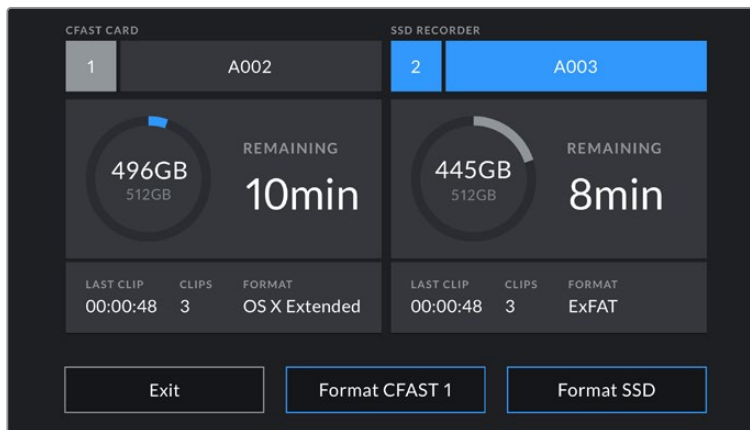 CFAST CARD
1 A002
496GB
512GB
REMAINING
10min
LAST CLIP CLIPS FORMAT
00:00:48 3 OS X Extended
SSD RECORDER
2 A003
445GB
512GB
REMAINING
8min
LAST CLIP CLIPS FORMAT
00:00:48 3 ExFAT
Exit Format CFAST 1 Format SSD